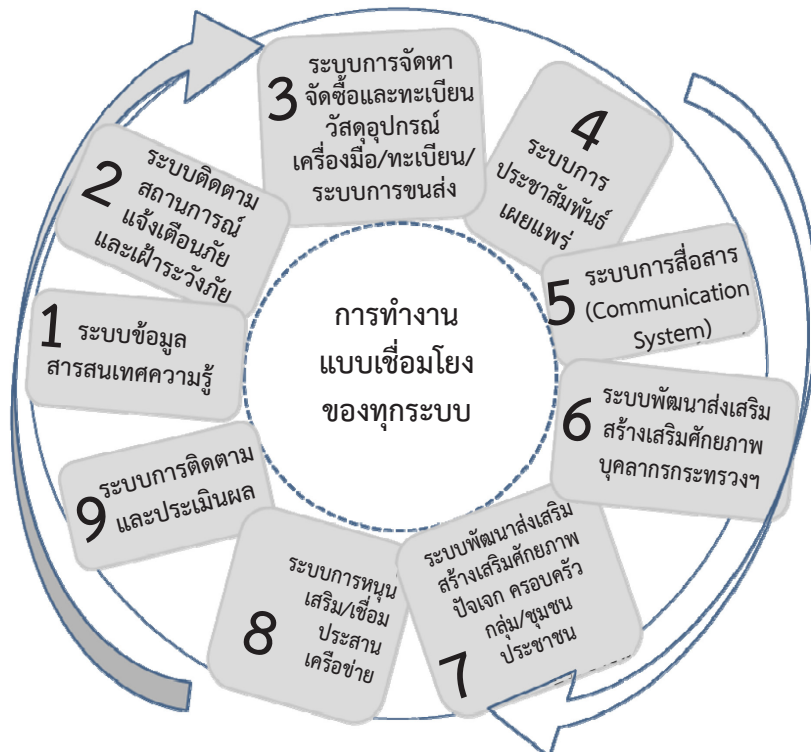 การทำงาน
แบบเชื่อมโยง
ของทุกระบบ
1 ระบบข้อมูล
สารสนเทศความรู้
2 ระบบติดตาม
สถานการณ์
แจ้งเตือนภัย
และเฝ้าระวังภัย
3 ระบบการจัดหา
จัดซื้อและทะเบียน
วัสดุอุปกรณ์
เครื่องมือ/ทะเบียน/
ระบบการขนส่ง
4
ระบบการ
ประชาสัมพันธ์
เผยแพร่
5 ระบบการสื่อสาร
(Communication
System)
6 ระบบพัฒนาส่งเสริม
สร้างเสริมศักยภาพ
บุคลากรกระทรวงฯ
ระบบพัฒนาส่งเสริม
สร้างเสริมศักยภาพ
ปัจเจก ครอบครัว
กลุ่ม/ชุมชน
7 ประชาชน
ระบบการหนุน
เสริม/เชื่อม
8 ประสาน
เครือข่าย
9 ระบบการติดตาม
และประเมินผล